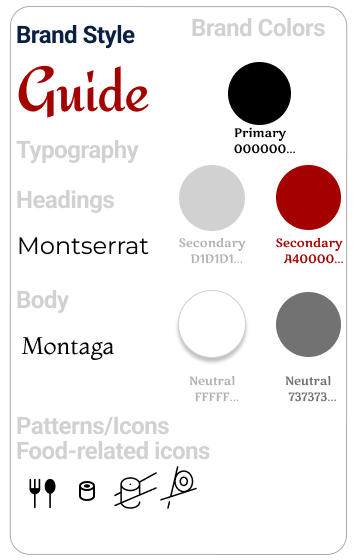 Brand Style
Guide
Typography
Headings
Montserrat
Body
Montaga
Patterns/Icons
Food-related icons
Brand Colors
Primary
000000...
Secondary
D1D1D1...
Secondary
A40000...
Neutral
FFFFF...
Neutral
737373...